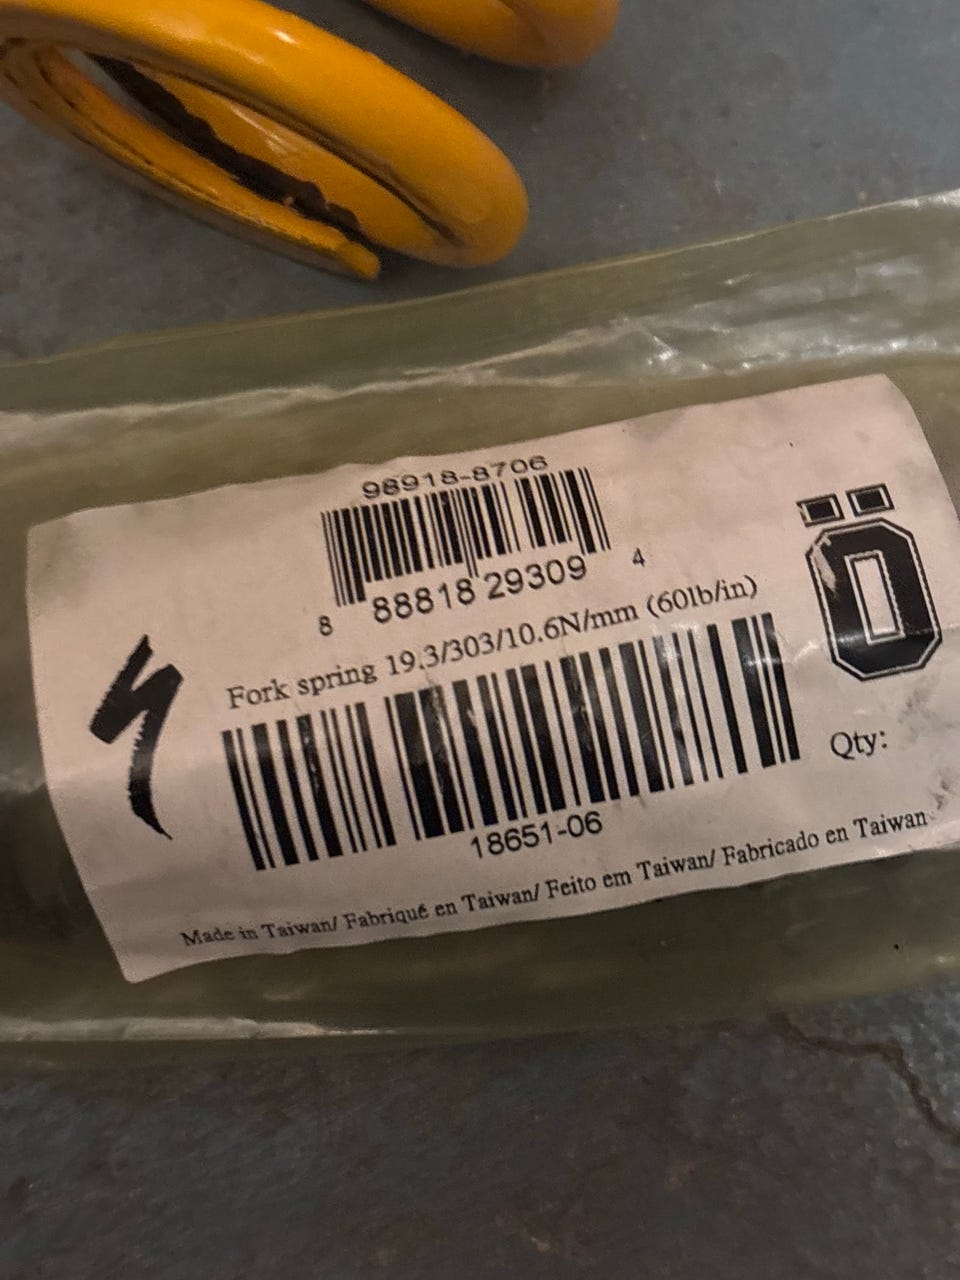 98918-8706
8 88818 29309 4
Fork spring 19.3/303/10.6N/mm (60lb/in)
Ö
Qty:
18651-06
Made in Taiwan/ Fabriqué en Taiwan/ Feito em Taiwan/ Fabricado en Taiwan